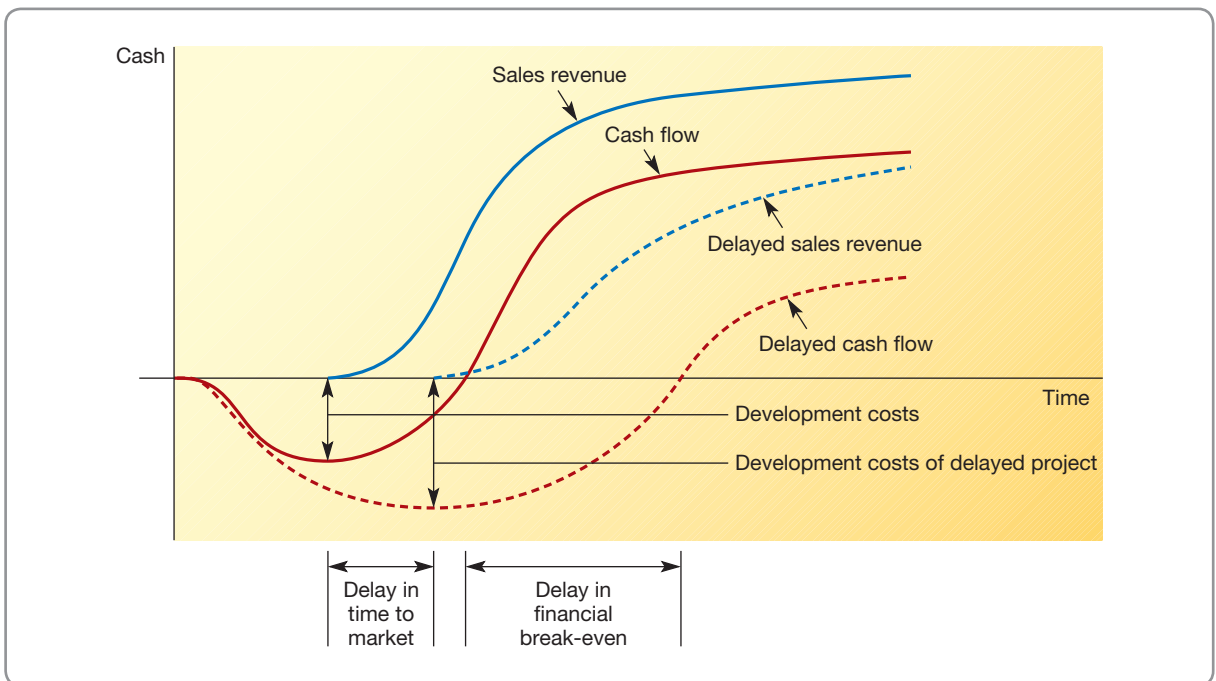 Cash
Sales revenue
Cash flow
Delayed sales revenue
Delayed cash flow
Time
Development costs
Development costs of delayed project
Delay in
time to
market
Delay in
financial
break-even